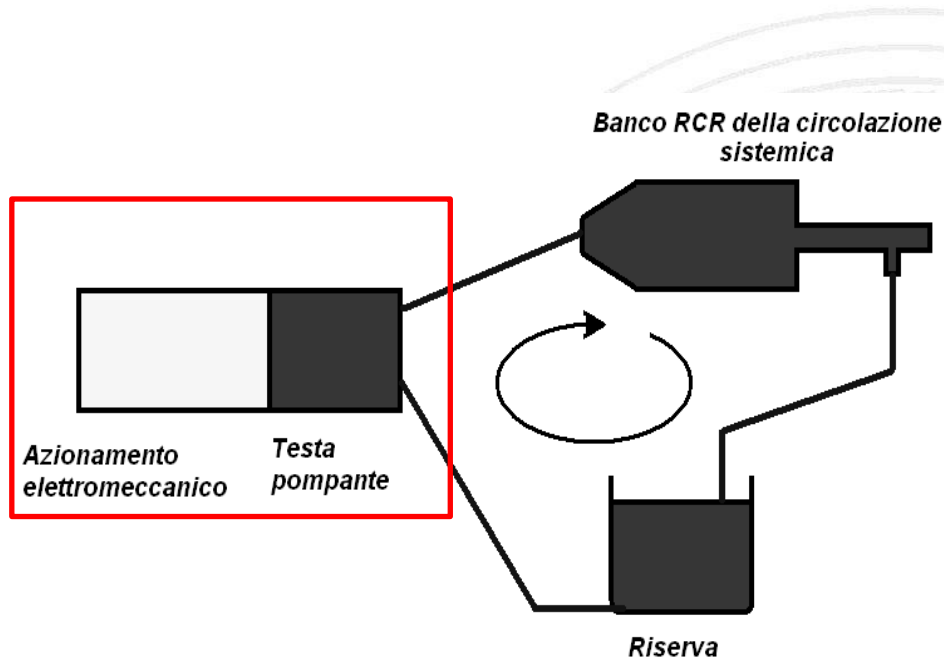 Banco RCR della circolazione
sistemica
Azionamento
elettromeccanico
Testa
pompante
Riserva